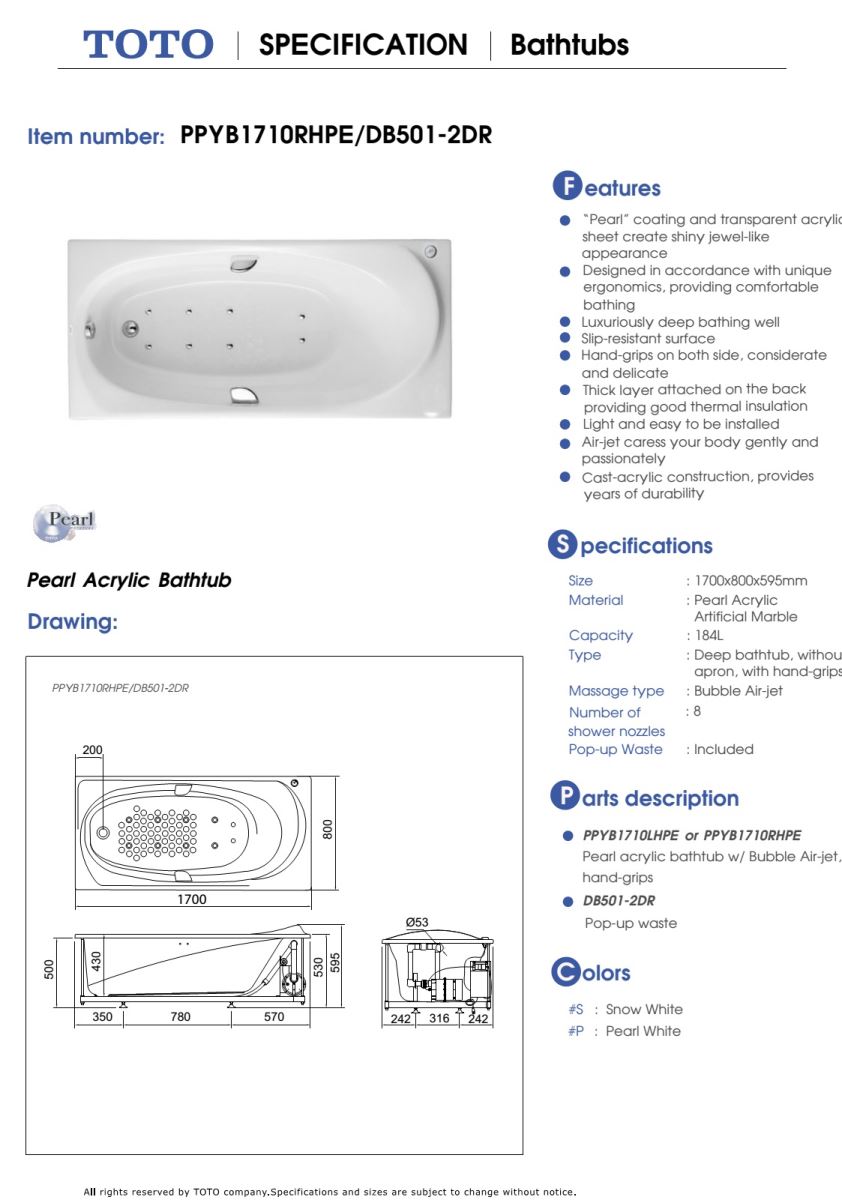 TOTO SPECIFICATION Bathtubs
Item number: PPYB1710RHPE/DB501-2DR
Pearl
Pearl Acrylic Bathtub
Drawing:
PPYB1710RHPE/DB501-2DR
200
800
1700
500
430
530
595
350
780
570
Ø53
242
316
242
Features
“Pearl” coating and transparent acrylic
sheet create shiny jewel-like
appearance
Designed in accordance with unique
ergonomics, providing comfortable
bathing
Luxuriously deep bathing well
Slip-resistant surface
Hand-grips on both side, considerate
and delicate
Thick layer attached on the back
providing good thermal insulation
Light and easy to be installed
Air-jet caress your body gently and
passionately
Cast-acrylic construction, provides
years of durability
Specifications
Size : 1700x800x595mm
Material : Pearl Acrylic
Artificial Marble
Capacity : 184L
Type : Deep bathtub, withou
apron, with hand-grips
Massage type : Bubble Air-jet
Number of : 8
shower nozzles
Pop-up Waste : Included
Parts description
PPYB1710LHPE or PPYB1710RHPE
Pearl acrylic bathtub w/ Bubble Air-jet,
hand-grips
DB501-2DR
Pop-up waste
Colors
#S : Snow White
#P : Pearl White
All rights reserved by TOTO company.Specifications and sizes are subject to change without notice.